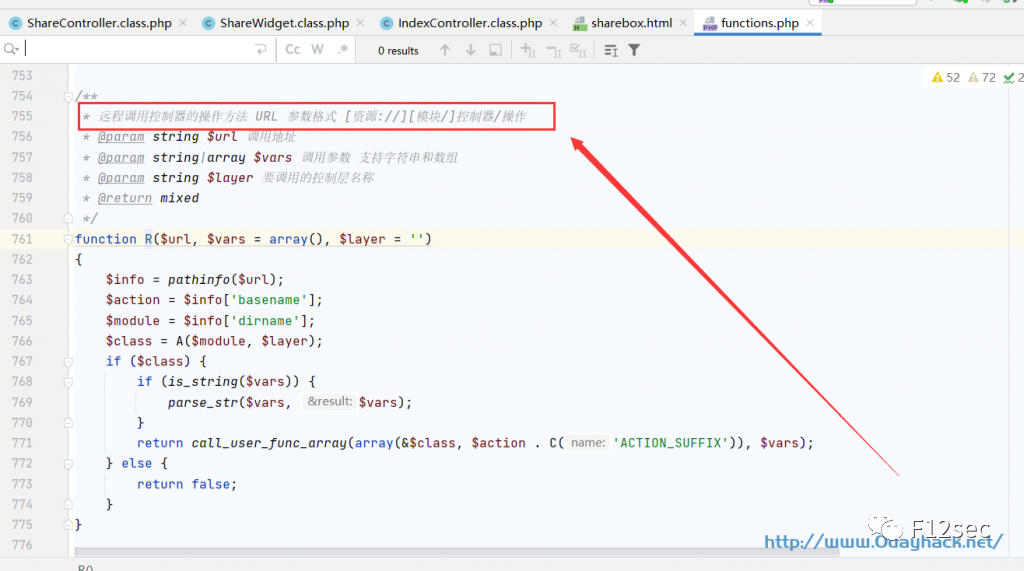 ShareController.class.php × ShareWidget.class.php × IndexController.class.php × sharebox.html × functions.php ×
Cc W .* 0 results
52 72 2
753
754 /**
755 * 远程调用控制器的操作方法 URL 参数格式 [资源://][模块/]控制器/操作
756 * @param string $url 调用地址
757 * @param string|array $vars 调用参数 支持字符串和数组
758 * @param string $layer 要调用的控制层名称
759 * @return mixed
760 */
761 function R($url, $vars = array(), $layer = '')
762 {
763 $info = pathinfo($url);
764 $action = $info['basename'];
765 $module = $info['dirname'];
766 $class = A($module, $layer);
767 if ($class) {
768 if (is_string($vars)) {
769 parse_str($vars, &result: $vars);
770 }
771 return call_user_func_array(array(&$class, $action . C( name: 'ACTION_SUFFIX')), $vars);
772 } else {
773 return false;
774 }
775 }
776
F12sec
http://www.0dayhack.net/
R()